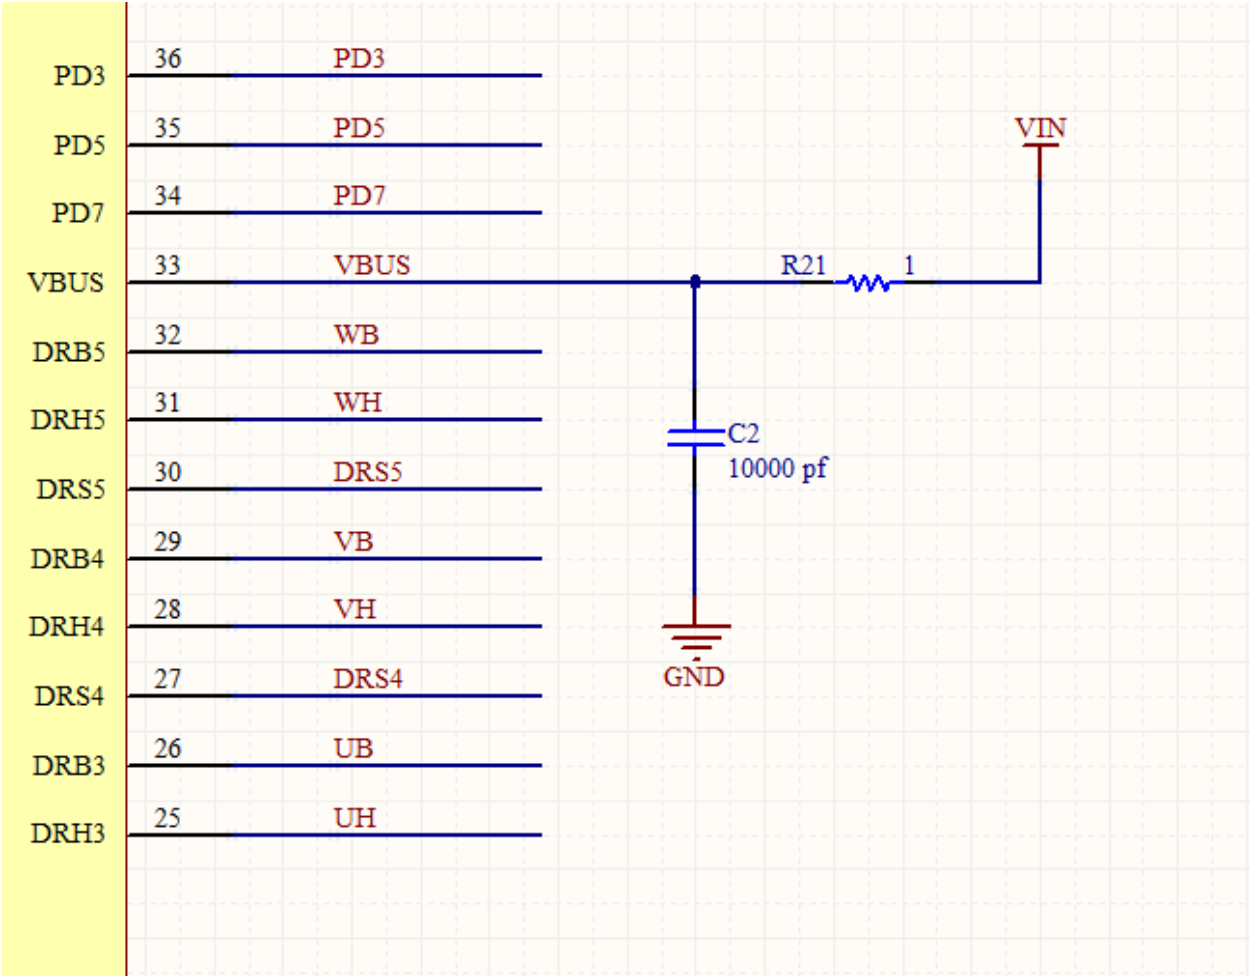 PD3 36 PD3
VIN
PD5 35 PD5
PD7 34 PD7
VBUS 33 VBUS R21 1
DRB5 32 WB
DRH5 31 WH
C2
10000 pf
DRS5 30 DRS5
DRB4 29 VB
DRH4 28 VH
GND
DRS4 27 DRS4
DRB3 26 UB
DRH3 25 UH